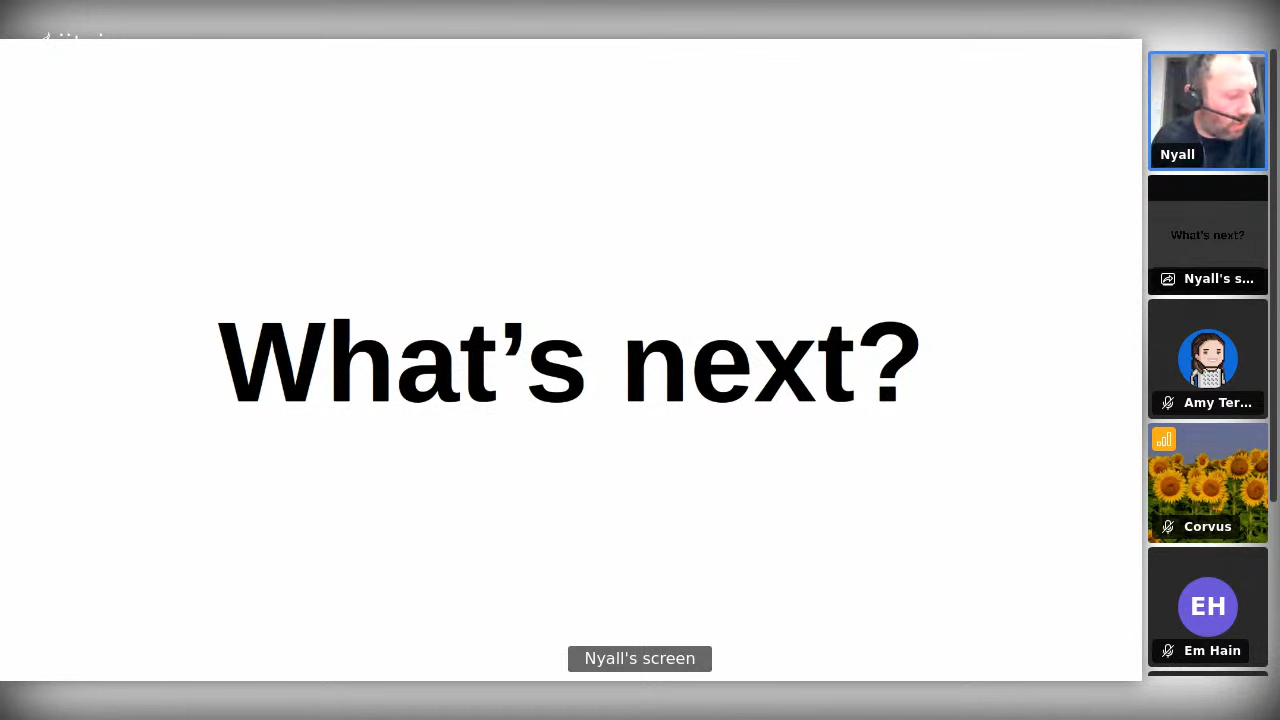 What's next?
Nyall's screen
Nyall
What's next?
Nyall's s...
Amy Ter...
Corvus
EH
Em Hain